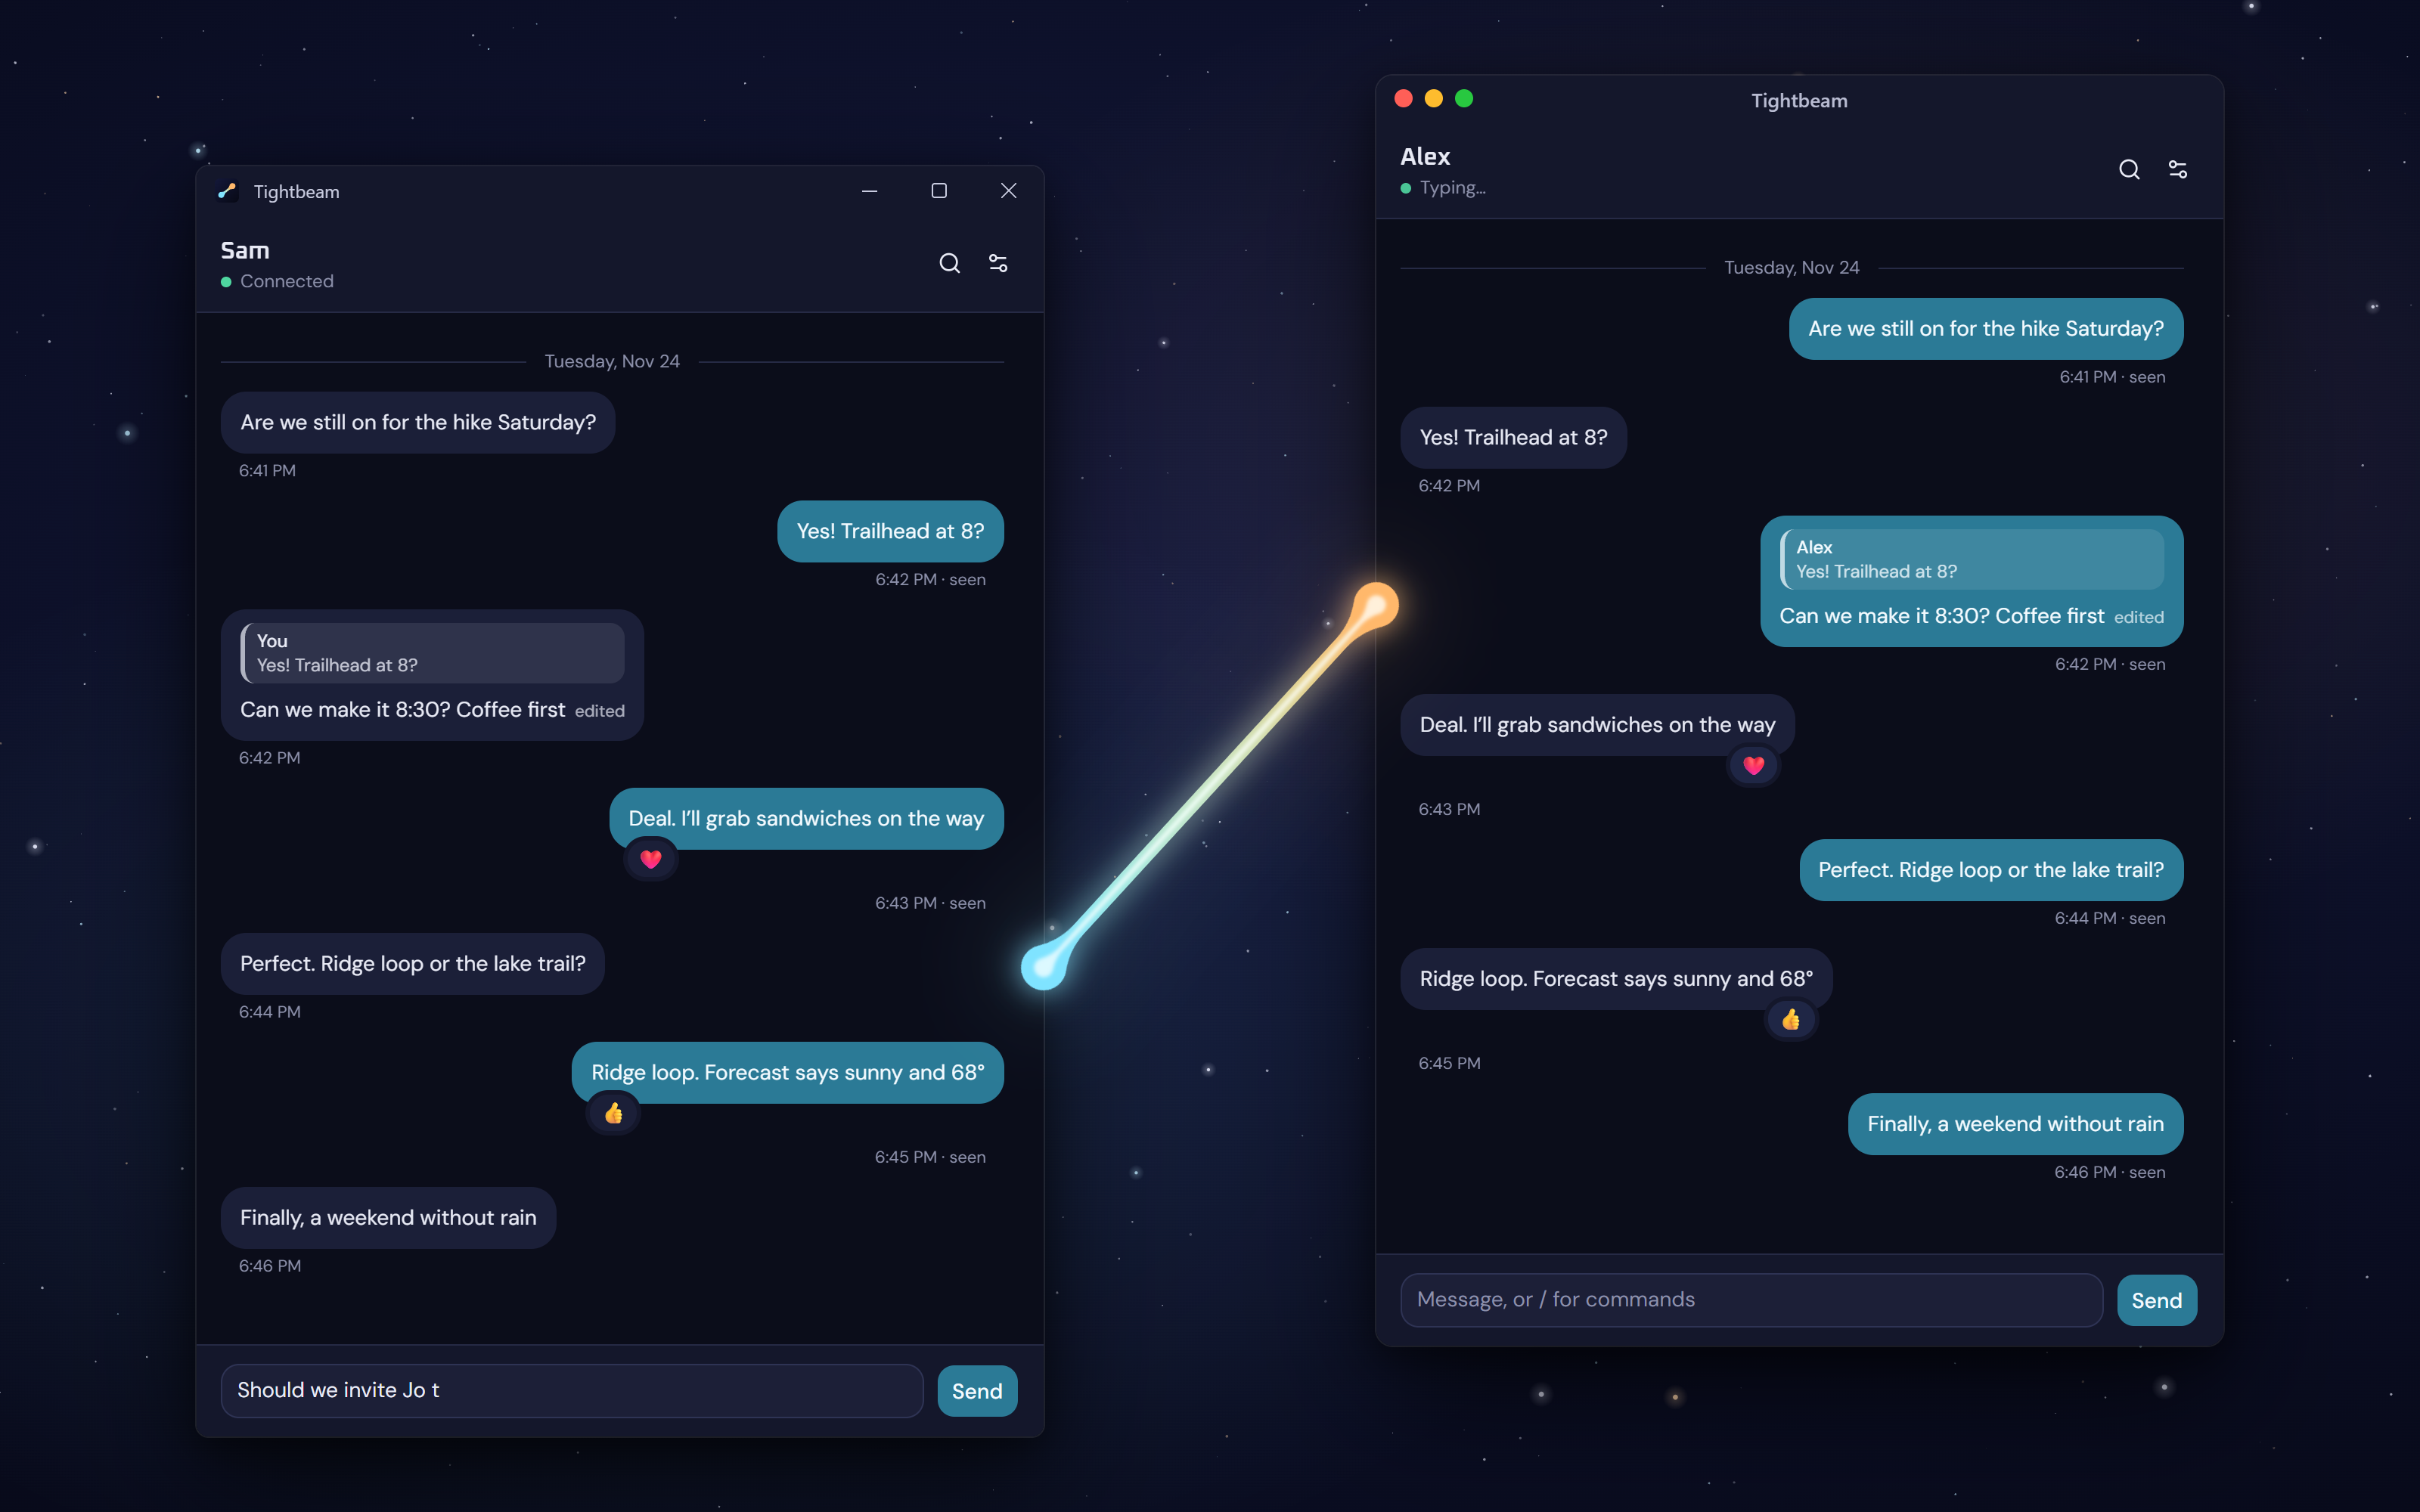 Tightbeam
Sam
Connected
Tuesday, Nov 24
Are we still on for the hike Saturday?
6:41 PM
Yes! Trailhead at 8?
6:42 PM · seen
You
Yes! Trailhead at 8?
Can we make it 8:30? Coffee first edited
6:42 PM
Deal. I’ll grab sandwiches on the way
6:43 PM · seen
Perfect. Ridge loop or the lake trail?
6:44 PM
Ridge loop. Forecast says sunny and 68°
6:45 PM · seen
Finally, a weekend without rain
6:46 PM
Should we invite Jo t
Send
Tightbeam
Alex
Typing…
Tuesday, Nov 24
Are we still on for the hike Saturday?
6:41 PM · seen
Yes! Trailhead at 8?
6:42 PM
Alex
Yes! Trailhead at 8?
Can we make it 8:30? Coffee first edited
6:42 PM · seen
Deal. I’ll grab sandwiches on the way
6:43 PM
Perfect. Ridge loop or the lake trail?
6:44 PM · seen
Ridge loop. Forecast says sunny and 68°
6:45 PM
Finally, a weekend without rain
6:46 PM · seen
Message, or / for commands
Send